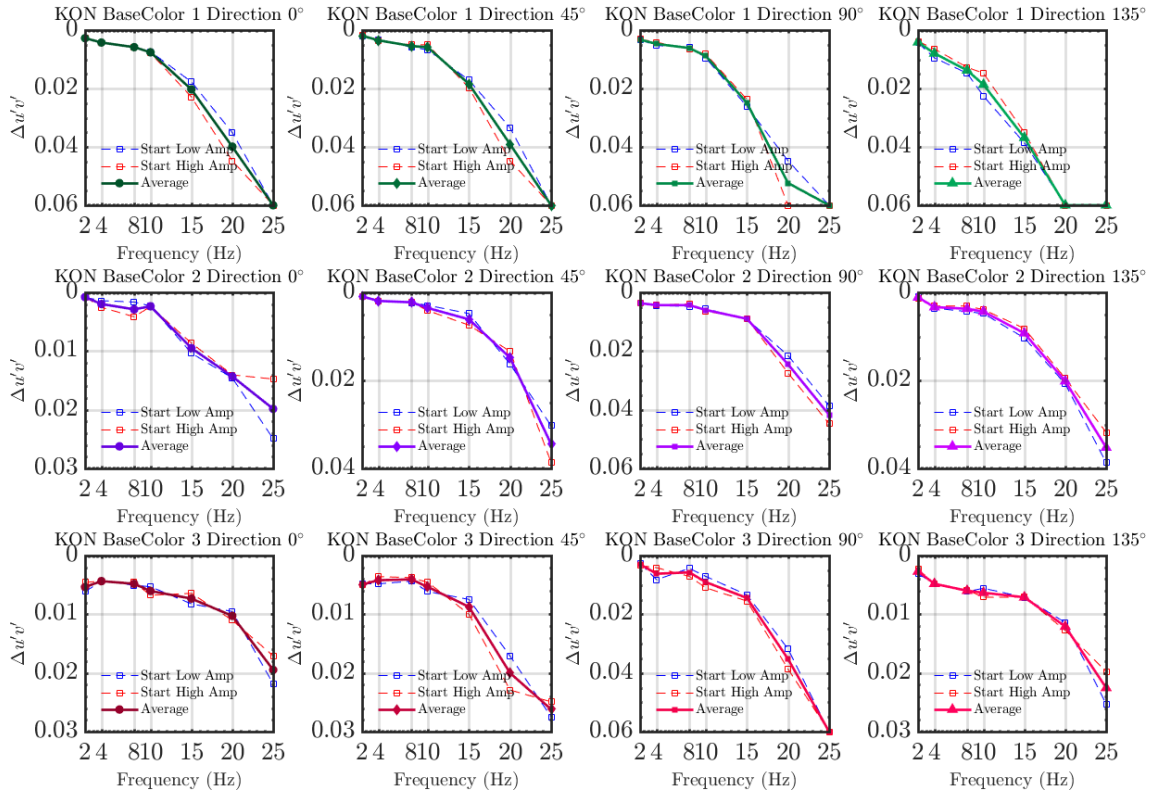 KON BaseColor 1 Direction 0°
0
0.02
0.04
0.06
Δu′v′
Start Low Amp
Start High Amp
Average
2 4 8 10 15 20 25
Frequency (Hz)
KON BaseColor 1 Direction 45°
0
0.02
0.04
0.06
Δu′v′
Start Low Amp
Start High Amp
Average
2 4 8 10 15 20 25
Frequency (Hz)
KON BaseColor 1 Direction 90°
0
0.02
0.04
0.06
Δu′v′
Start Low Amp
Start High Amp
Average
2 4 8 10 15 20 25
Frequency (Hz)
KON BaseColor 1 Direction 135°
0
0.02
0.04
0.06
Δu′v′
Start Low Amp
Start High Amp
Average
2 4 8 10 15 20 25
Frequency (Hz)
KON BaseColor 2 Direction 0°
0
0.01
0.02
0.03
Δu′v′
Start Low Amp
Start High Amp
Average
2 4 8 10 15 20 25
Frequency (Hz)
KON BaseColor 2 Direction 45°
0
0.02
0.04
Δu′v′
Start Low Amp
Start High Amp
Average
2 4 8 10 15 20 25
Frequency (Hz)
KON BaseColor 2 Direction 90°
0
0.02
0.04
0.06
Δu′v′
Start Low Amp
Start High Amp
Average
2 4 8 10 15 20 25
Frequency (Hz)
KON BaseColor 2 Direction 135°
0
0.02
0.04
Δu′v′
Start Low Amp
Start High Amp
Average
2 4 8 10 15 20 25
Frequency (Hz)
KON BaseColor 3 Direction 0°
0
0.01
0.02
0.03
Δu′v′
Start Low Amp
Start High Amp
Average
2 4 8 10 15 20 25
Frequency (Hz)
KON BaseColor 3 Direction 45°
0
0.01
0.02
0.03
Δu′v′
Start Low Amp
Start High Amp
Average
2 4 8 10 15 20 25
Frequency (Hz)
KON BaseColor 3 Direction 90°
0
0.02
0.04
0.06
Δu′v′
Start Low Amp
Start High Amp
Average
2 4 8 10 15 20 25
Frequency (Hz)
KON BaseColor 3 Direction 135°
0
0.01
0.02
0.03
Δu′v′
Start Low Amp
Start High Amp
Average
2 4 8 10 15 20 25
Frequency (Hz)